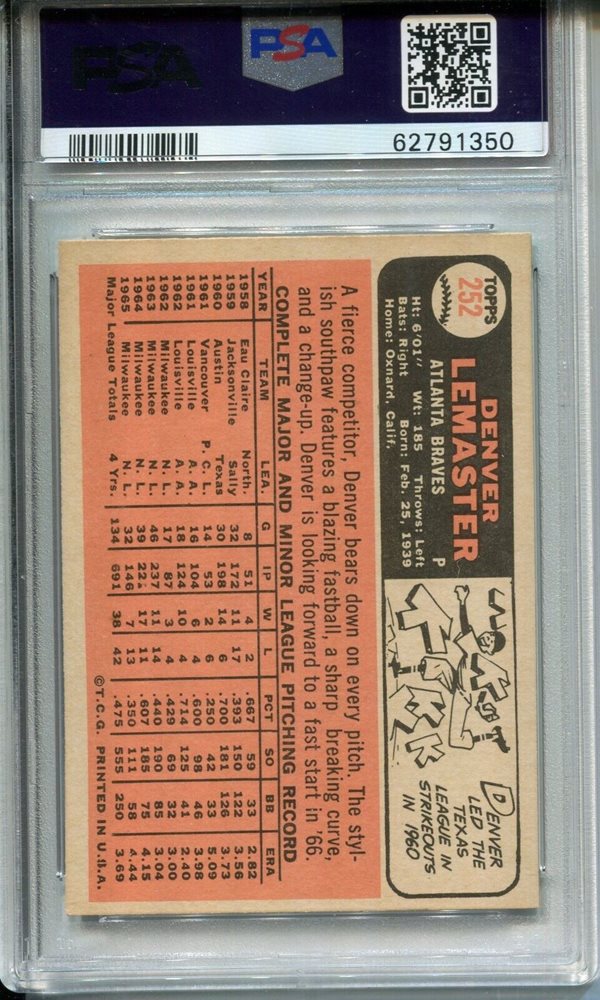 PSA
PSA
62791350
TOPPS
252
DENVER
LEMASTER
ATLANTA BRAVES P
Ht: 6'01" Wt: 185 Throws: Left
Bats: Right Born: Feb. 25, 1939
Home: Oxnard, Calif.
DENVER
LED THE
TEXAS
LEAGUE IN
STRIKEOUTS
IN 1960
A fierce competitor, Denver bears down on every pitch. The styl-
ish southpaw features a blazing fastball, a sharp breaking curve,
and a change-up. Denver is looking forward to a fast start in '66.
COMPLETE MAJOR AND MINOR LEAGUE PITCHING RECORD
YEAR TEAM LEA. G IP W L PCT SO BB ERA
1958 Eau Claire North. 8 51 4 2 .667 59 33 2.82
1959 Jacksonville Sally 32 172 11 17 .393 159 122 3.56
1960 Austin Texas 30 198 14 6 .700 181 126 3.73
1961 Vancouver P. C. L. 14 53 2 6 .250 42 33 5.09
1961 Louisville A. A. 16 104 6 4 .600 98 46 3.98
1962 Louisville A. A. 18 124 10 4 .714 125 41 2.40
1962 Milwaukee N. L. 17 87 3 4 .429 69 32 3.00
1963 Milwaukee N. L. 46 237 11 14 .440 190 85 3.04
1964 Milwaukee N. L. 39 17 11 .607 185 75 4.15
1965 Milwaukee N. L. 32 146 7 13 .350 111 58 4.44
Major League Totals 4 Yrs. 134 691 38 42 .475 555 250 3.69
©T.C.G. PRINTED IN U.S.A.